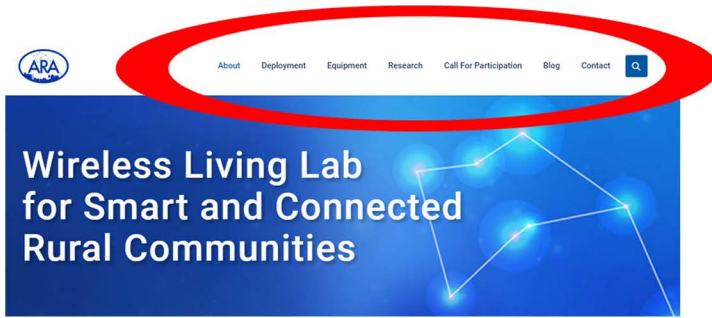 ARA
About Deployment Equipment Research Call For Participation Blog Contact
Wireless Living Lab
for Smart and Connected
Rural Communities